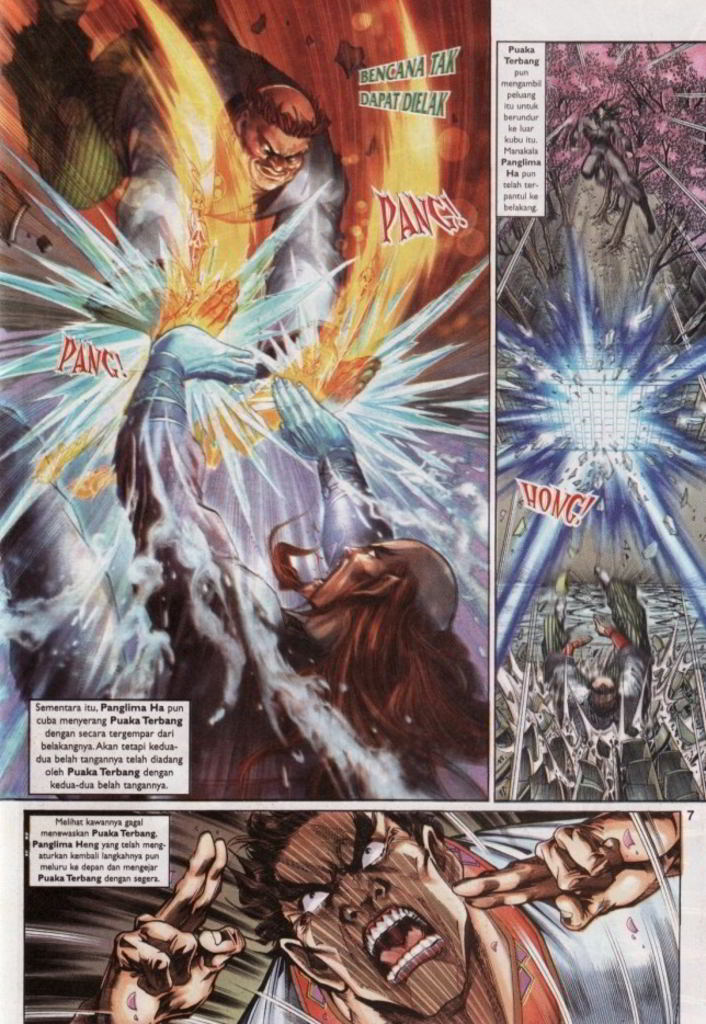 BENCANA TAK
DAPAT DIELAK
PANG!
PANG!
Sementara itu, Panglima Ha pun
cuba menyerang Puaka Terbang
dengan secara tergempar dari
belakangnya. Akan tetapi kedua-
dua belah tangannya telah diadang
oleh Puaka Terbang dengan
kedua-dua belah tangannya.
Puaka
Terbang
pun
mengambil
peluang
itu untuk
berundur
ke luar
kubu itu.
Manakala
Panglima
Ha pun
telah ter-
pantul ke
belakang.
HONG!
7
Melihat kawannya gagal
menewaskan Puaka Terbang,
Panglima Heng yang telah meng-
aturkan kembali langkahnya pun
meluru ke depan dan mengejar
Puaka Terbang dengan segera.